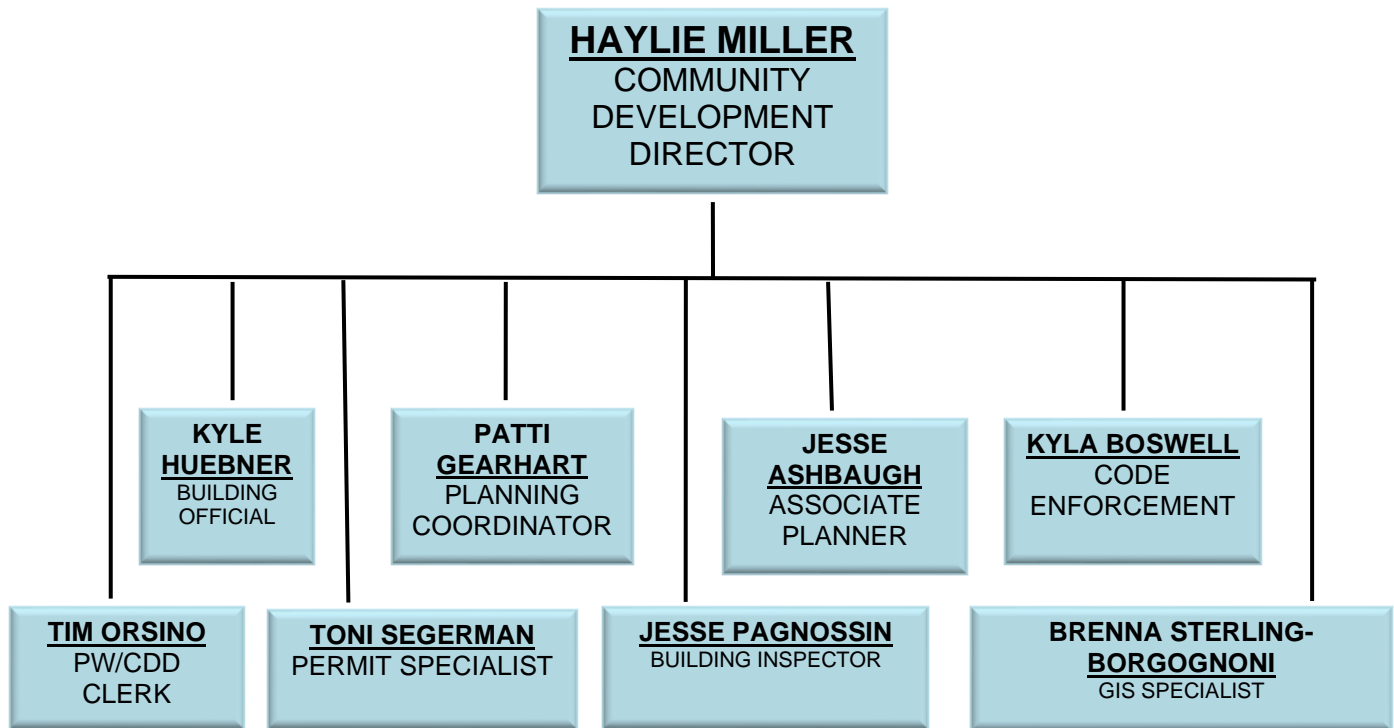 HAYLIE MILLER
COMMUNITY
DEVELOPMENT
DIRECTOR
KYLE
HUEBNER
BUILDING
OFFICIAL
PATTI
GEARHART
PLANNING
COORDINATOR
JESSE
ASHBAUGH
ASSOCIATE
PLANNER
KYLA BOSWELL
CODE
ENFORCEMENT
TIM ORSINO
PW/CDD
CLERK
TONI SEGERMAN
PERMIT SPECIALIST
JESSE PAGNOSSIN
BUILDING INSPECTOR
BRENNA STERLING-
BORGOGNONI
GIS SPECIALIST